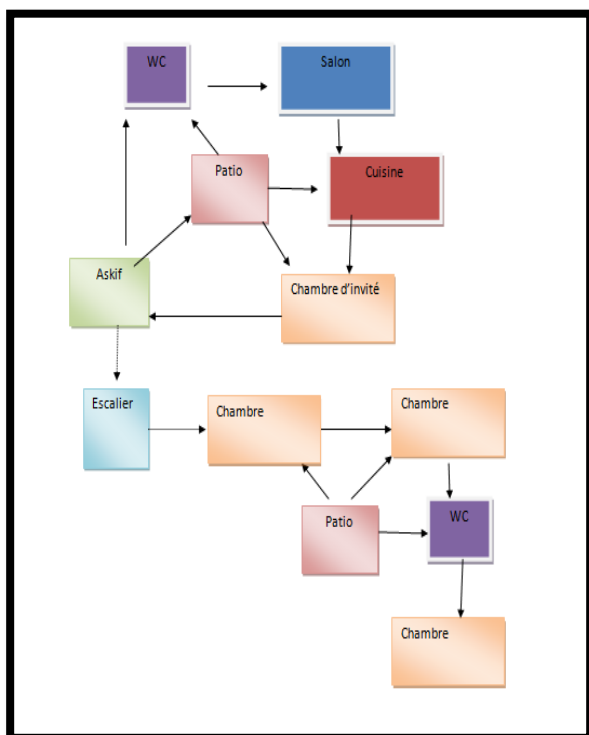 WC
Salon
Patio
Cuisine
Askif
Chambre d'invité
Escalier
Chambre
Chambre
Patio
WC
Chambre